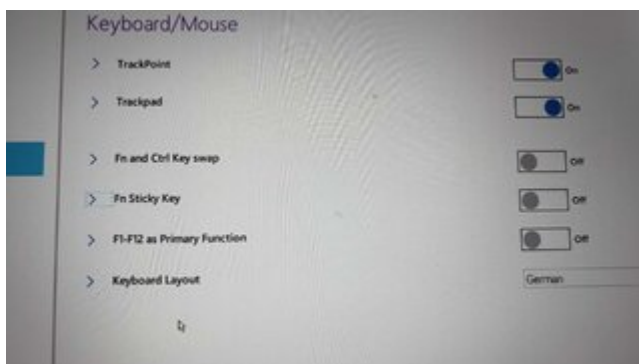 Keyboard/Mouse
TrackPoint On
Trackpad On
Fn and Ctrl Key swap Off
Fn Sticky Key Off
F1-F12 as Primary Function Off
Keyboard Layout German